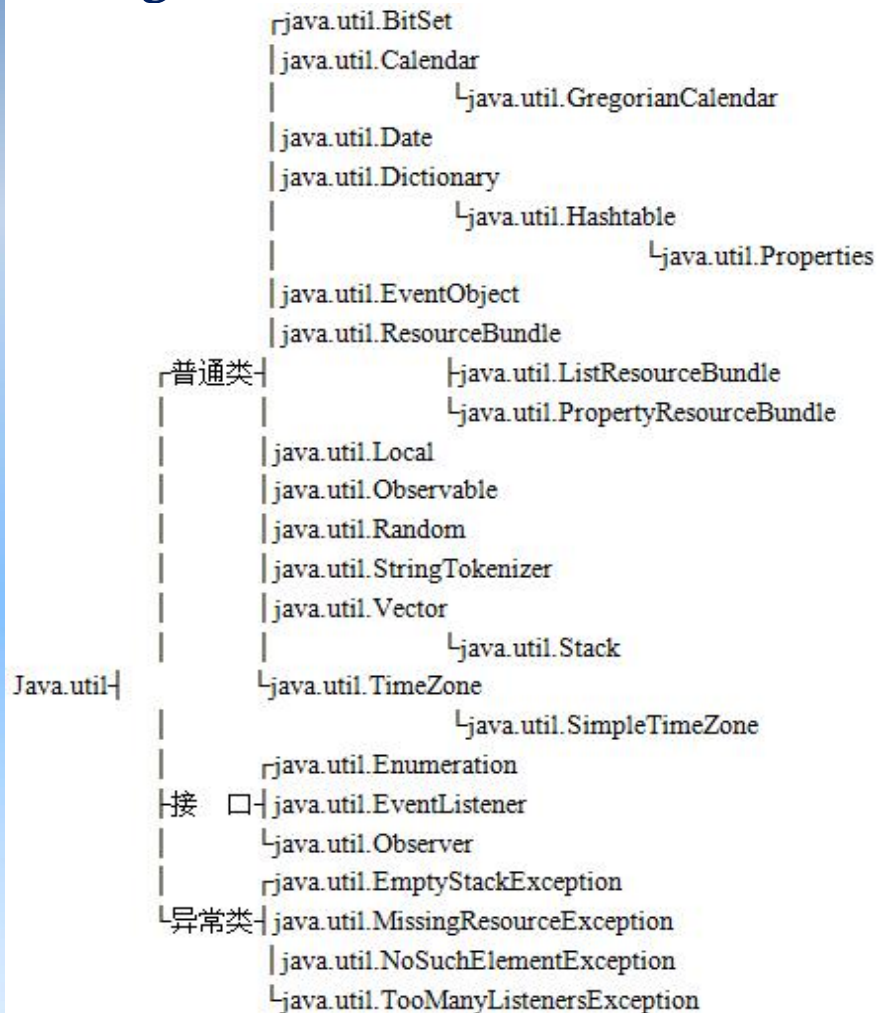 java.util.BitSet
java.util.Calendar
java.util.GregorianCalendar
java.util.Date
java.util.Dictionary
java.util.Hashtable
java.util.Properties
java.util.EventObject
java.util.ResourceBundle
普通类 java.util.ListResourceBundle
java.util.PropertyResourceBundle
java.util.Local
java.util.Observable
java.util.Random
java.util.StringTokenizer
java.util.Vector
java.util.Stack
Java.util java.util.TimeZone
java.util.SimpleTimeZone
java.util.Enumeration
接 口 java.util.EventListener
java.util.Observer
java.util.EmptyStackException
异常类 java.util.MissingResourceException
java.util.NoSuchElementException
java.util.TooManyListenersException